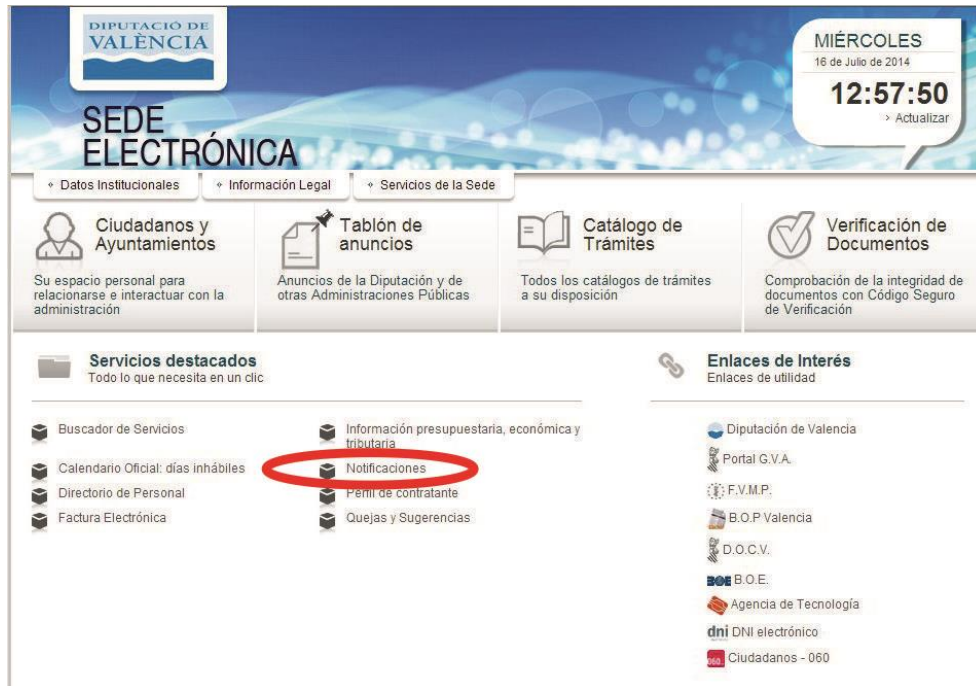 DIPUTACIÓ DE
VALÈNCIA
SEDE
ELECTRÓNICA
MIÉRCOLES
16 de Julio de 2014
12:57:50
› Actualizar
Datos Institucionales
Información Legal
Servicios de la Sede
Ciudadanos y
Ayuntamientos
Su espacio personal para
relacionarse e interactuar con la
administración
Tablón de
anuncios
Anuncios de la Diputación y de
otras Administraciones Públicas
Catálogo de
Trámites
Todos los catálogos de trámites
a su disposición
Verificación de
Documentos
Comprobación de la integridad de
documentos con Código Seguro
de Verificación
Servicios destacados
Todo lo que necesita en un clic
Buscador de Servicios
Calendario Oficial: días inhábiles
Directorio de Personal
Factura Electrónica
Información presupuestaria, económica y
tributaria
Notificaciones
Perfil de contratante
Quejas y Sugerencias
Enlaces de Interés
Enlaces de utilidad
Diputación de Valencia
Portal G.V.A.
F.V.M.P.
B.O.P Valencia
D.O.C.V.
BOE B.O.E.
Agencia de Tecnología
dni DNI electrónico
060 Ciudadanos - 060